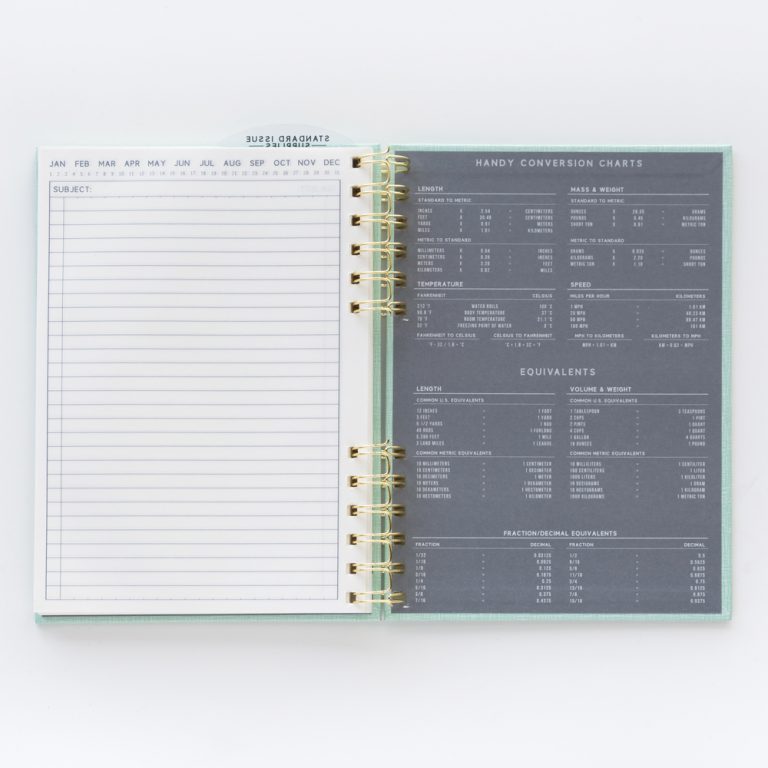 STANDARD ISSUE
SUPPLIES
JAN FEB MAR APR MAY JUN JUL AUG SEP OCT NOV DEC
1 2 3 4 5 6 7 8 9 10 11 12 13 14 15 16 17 18 19 20 21 22 23 24 25 26 27 28 29 30 31
SUBJECT:
HANDY CONVERSION CHARTS
LENGTH
STANDARD TO METRIC
INCHES X 2.54 = CENTIMETERS
FEET X 30.48 = CENTIMETERS
YARDS X 0.91 = METERS
MILES X 1.61 = KILOMETERS
METRIC TO STANDARD
MILLIMETERS X 0.04 = INCHES
CENTIMETERS X 0.39 = INCHES
METERS X 3.28 = FEET
KILOMETERS X 0.62 = MILES
MASS & WEIGHT
STANDARD TO METRIC
OUNCES X 28.35 = GRAMS
POUNDS X 0.45 = KILOGRAMS
SHORT TON X 0.91 = METRIC TON
METRIC TO STANDARD
GRAMS X 0.035 = OUNCES
KILOGRAMS X 2.20 = POUNDS
METRIC TON X 1.10 = SHORT TON
TEMPERATURE
FAHRENHEIT CELSIUS
212 °F WATER BOILS 100 °C
98.6 °F BODY TEMPERATURE 37 °C
70 °F ROOM TEMPERATURE 21.1 °C
32 °F FREEZING POINT OF WATER 0 °C
FAHRENHEIT TO CELSIUS CELSIUS TO FAHRENHEIT
°F - 32 / 1.8 = °C °C × 1.8 + 32 = °F
SPEED
MILES PER HOUR KILOMETERS
1 MPH = 1.61 KM
100 MPH = 161 KM
MPH TO KILOMETERS KILOMETERS TO MPH
MPH × 1.61 = KM KM × 0.62 = MPH
EQUIVALENTS
LENGTH
COMMON U.S. EQUIVALENTS
12 INCHES = 1 FOOT
3 FEET = 1 YARD
5 1/2 YARDS = 1 ROD
40 RODS = 1 FURLONG
5,280 FEET = 1 MILE
3 LAND MILES = 1 LEAGUE
COMMON METRIC EQUIVALENTS
10 MILLIMETERS = 1 CENTIMETER
10 CENTIMETERS = 1 DECIMETER
10 DECIMETERS = 1 METER
10 METERS = 1 DEKAMETER
10 DEKAMETERS = 1 HECTOMETER
10 HECTOMETERS = 1 KILOMETER
VOLUME & WEIGHT
COMMON U.S. EQUIVALENTS
1 TABLESPOON = 3 TEASPOONS
2 CUPS = 1 PINT
2 PINTS = 1 QUART
4 CUPS = 1 QUART
1 GALLON = 4 QUARTS
16 OUNCES = 1 POUND
COMMON METRIC EQUIVALENTS
10 MILLILITERS = 1 CENTILITER
100 CENTILITERS = 1 LITER
1000 LITERS = 1 KILOLITER
10 DECIGRAMS = 1 GRAM
10 HECTOGRAMS = 1 KILOGRAM
1000 KILOGRAMS = 1 METRIC TON
FRACTION/DECIMAL EQUIVALENTS
FRACTION DECIMAL FRACTION DECIMAL
1/32 = 0.03125 1/2 = 0.5
1/16 = 0.0625 9/16 = 0.5625
1/8 = 0.125 5/8 = 0.625
3/16 = 0.1875 11/16 = 0.6875
1/4 = 0.25 3/4 = 0.75
5/16 = 0.3125 13/16 = 0.8125
3/8 = 0.375 7/8 = 0.875
7/16 = 0.4375 15/16 = 0.9375